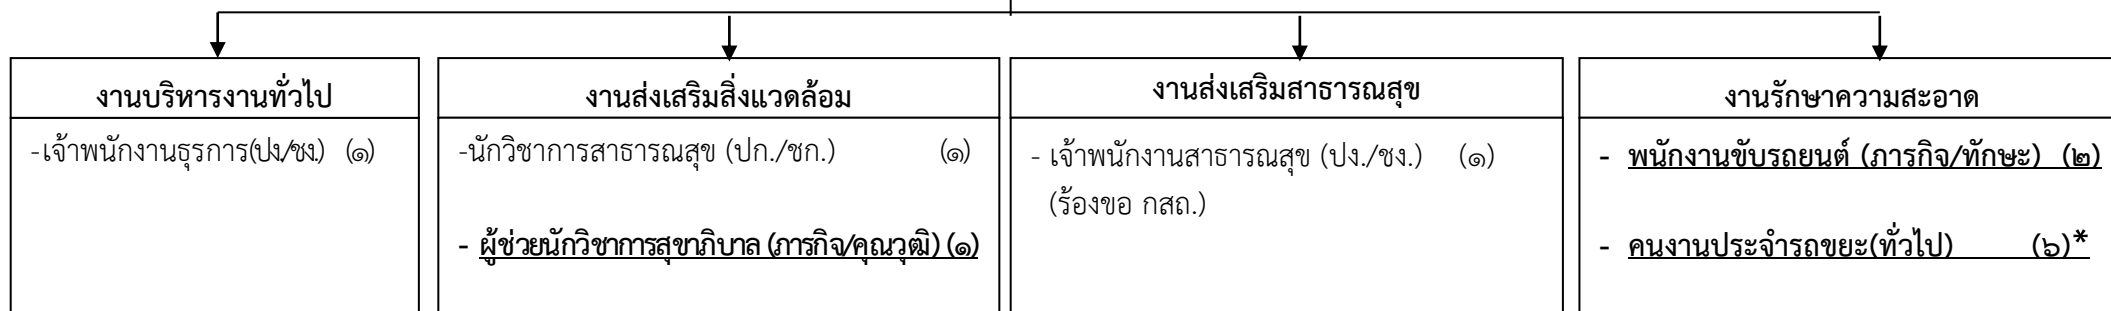 งานบริหารงานทั่วไป
-เจ้าพนักงานธุรการ(ปง/ชง.) (๑)
งานส่งเสริมสิ่งแวดล้อม
-นักวิชาการสาธารณสุข (ปก./ชก.) (๑)
- ผู้ช่วยนักวิชาการสุขาภิบาล (ภารกิจ/คุณวุฒิ) (๑)
งานส่งเสริมสาธารณสุข
- เจ้าพนักงานสาธารณสุข (ปง./ชง.) (๑)
(ร้องขอ กสถ.)
งานรักษาความสะอาด
- พนักงานขับรถยนต์ (ภารกิจ/ทักษะ) (๒)
- คนงานประจำรถขยะ(ทั่วไป) (๖)*